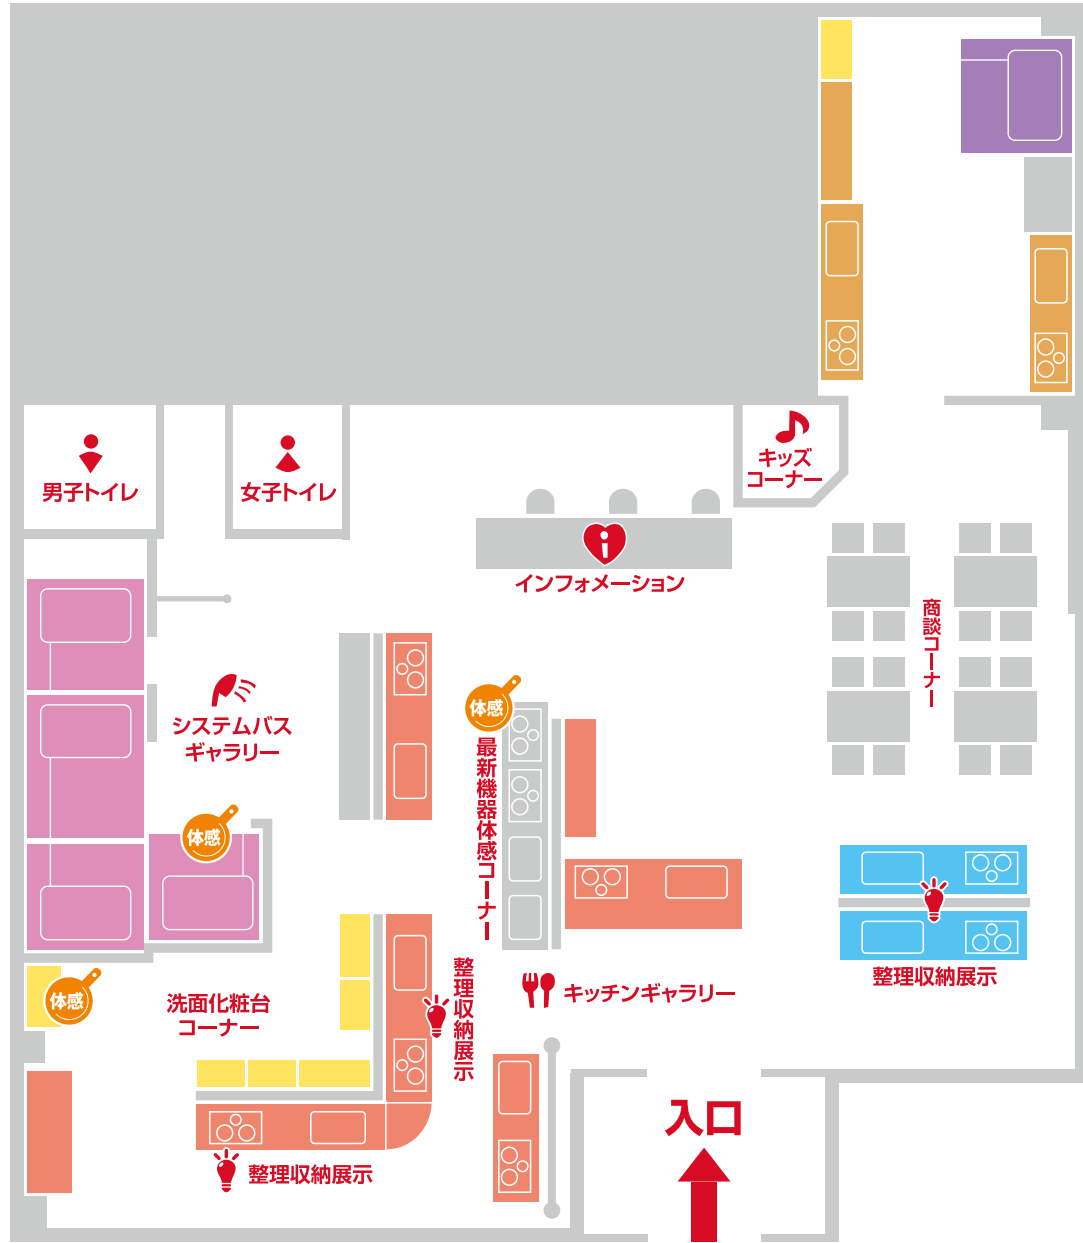 男子トイレ
女子トイレ
キッズ
コーナー
インフォメーション
商談コーナー
システムバス
ギャラリー
体感
最新機器体感コーナー
体感
体感
洗面化粧台
コーナー
整理収納展示
キッチンギャラリー
整理収納展示
整理収納展示
入口